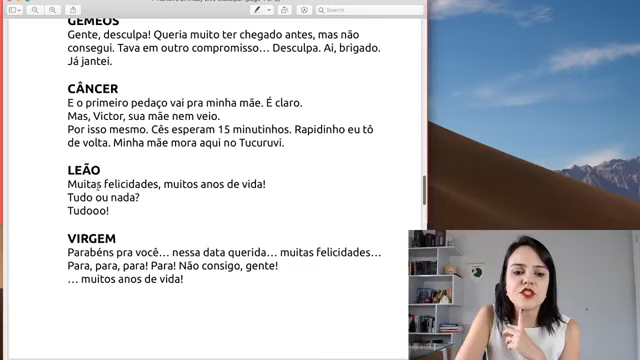 GÊMEOS
Gente, desculpa! Queria muito ter chegado antes, mas não
consegui. Tava em outro compromisso... Desculpa. Ai, brigado.
Já jantei.
CÂNCER
E o primeiro pedaço vai pra minha mãe. É claro.
Mas, Victor, sua mãe nem veio.
Por isso mesmo. Cês esperam 15 minutinhos. Rapidinho eu tô
de volta. Minha mãe mora aqui no Tucuruvi.
LEÃO
Muitas felicidades, muitos anos de vida!
Tudo ou nada?
Tudooo!
VIRGEM
Parabéns pra você... nessa data querida... muitas felicidades...
Para, para, para! Para! Não consigo, gente!
... muitos anos de vida!
Search